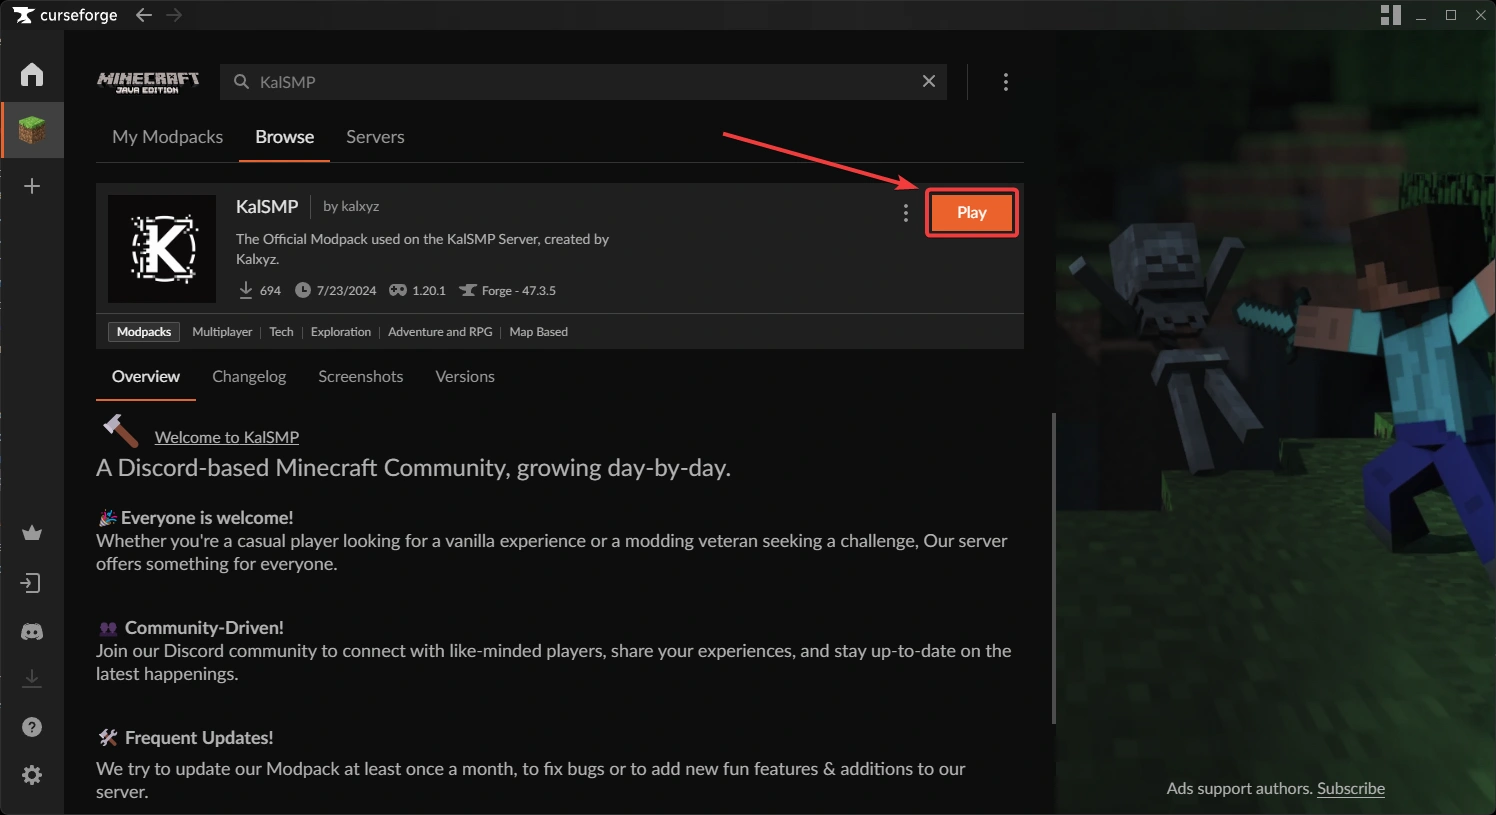 curseforge
MINECRAFT
JAVA EDITION
KalSMP
My Modpacks
Browse
Servers
KalSMP
by kalxyz
Play
The Official Modpack used on the KalSMP Server, created by
Kalxyz.
694
7/23/2024
1.20.1
Forge - 47.3.5
Modpacks
Multiplayer
Tech
Exploration
Adventure and RPG
Map Based
Overview
Changelog
Screenshots
Versions
Welcome to KalSMP
A Discord-based Minecraft Community, growing day-by-day.
Everyone is welcome!
Whether you're a casual player looking for a vanilla experience or a modding veteran seeking a challenge, Our server
offers something for everyone.
Community-Driven!
Join our Discord community to connect with like-minded players, share your experiences, and stay up-to-date on the
latest happenings.
Frequent Updates!
We try to update our Modpack at least once a month, to fix bugs or to add new fun features & additions to our
server.
Ads support authors. Subscribe